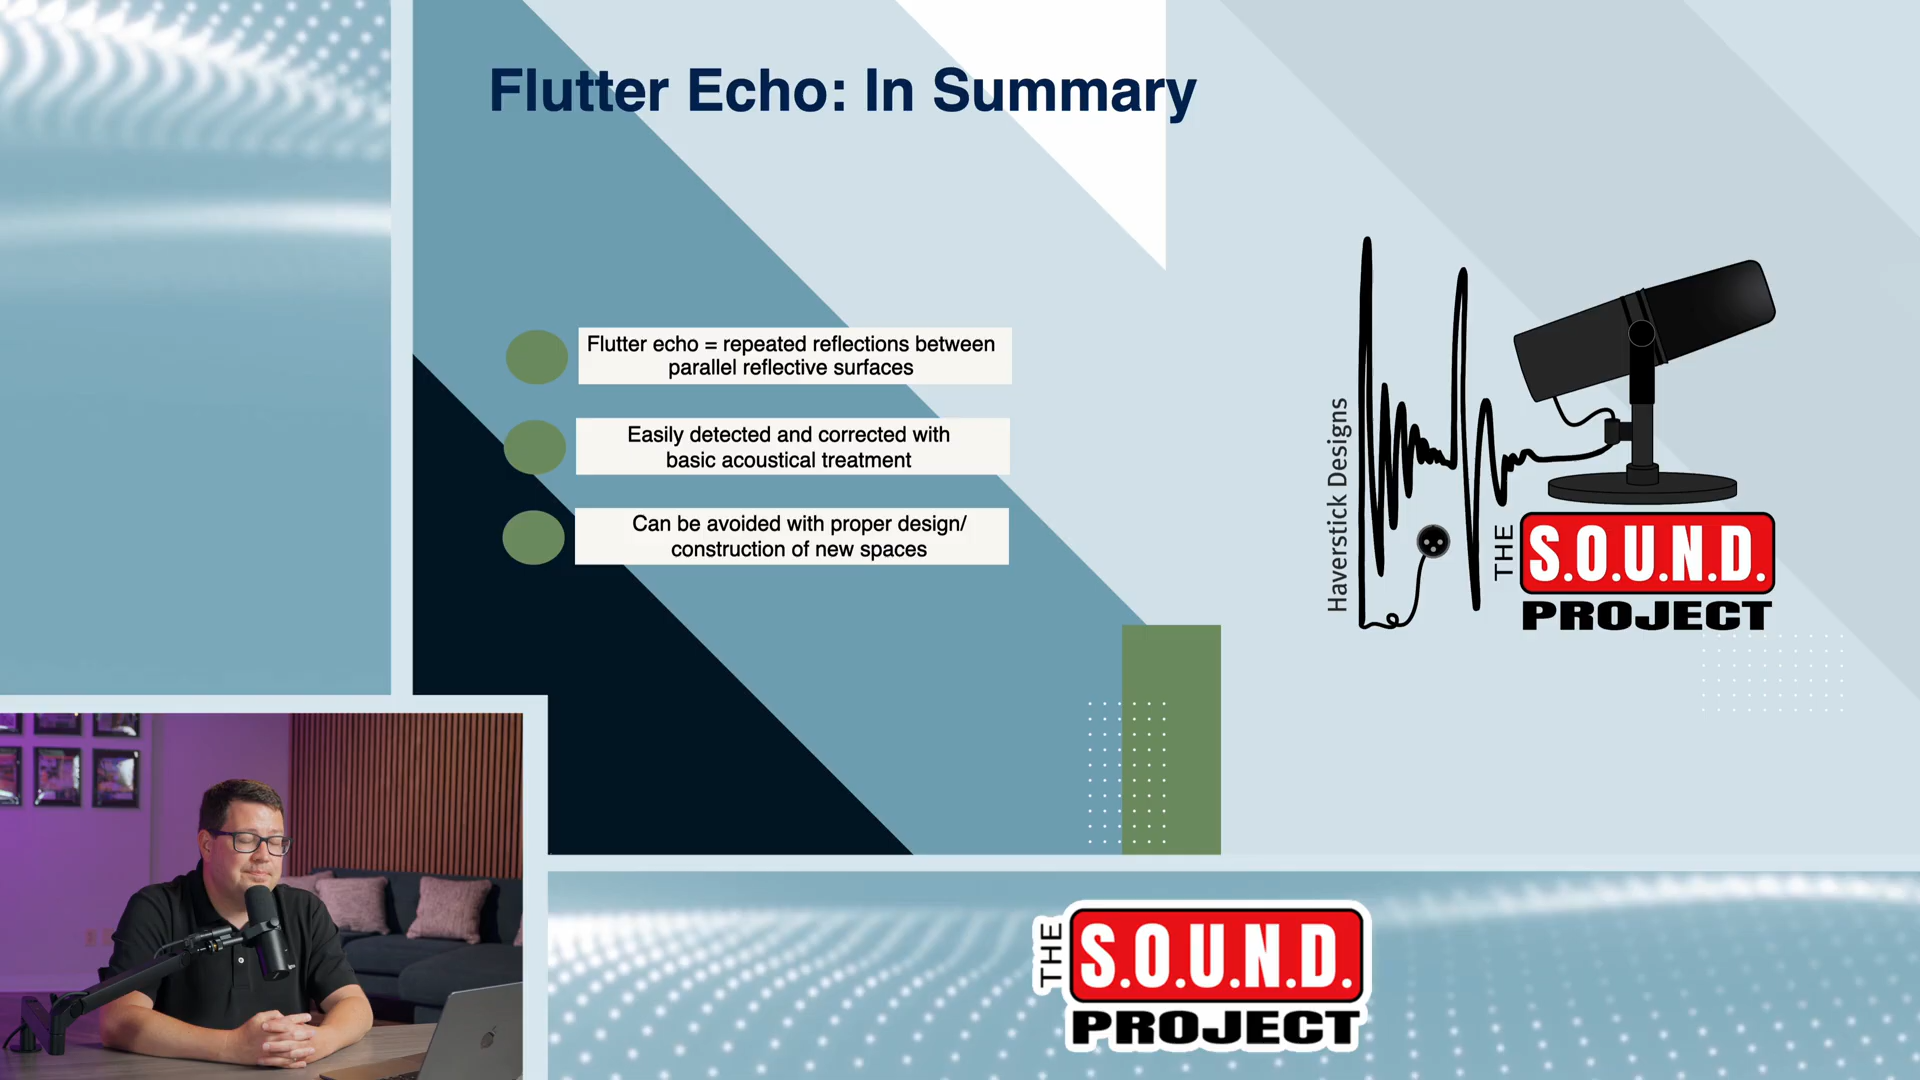 Flutter Echo: In Summary
Flutter echo = repeated reflections between
parallel reflective surfaces
Easily detected and corrected with
basic acoustical treatment
Can be avoided with proper design/
construction of new spaces
Haverstick Designs
THE
S.O.U.N.D.
PROJECT
THE
S.O.U.N.D.
PROJECT